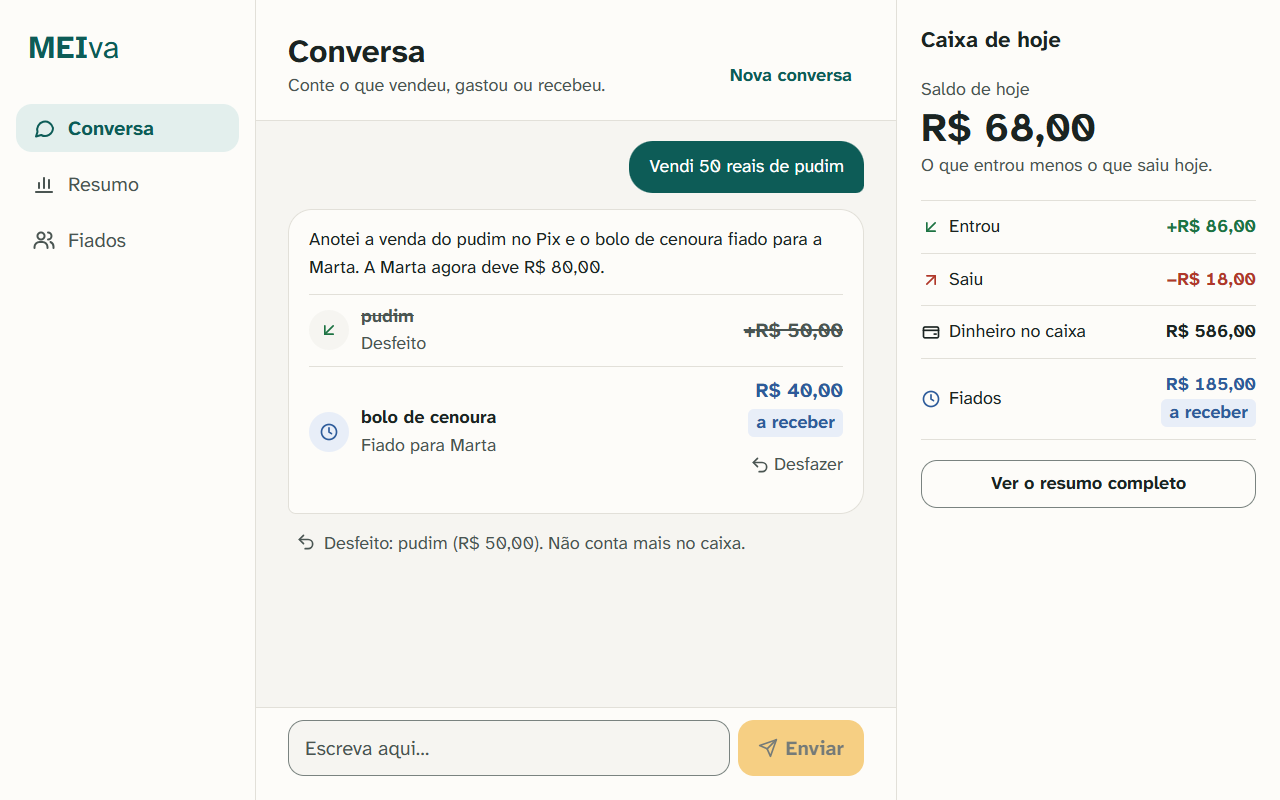 MEIva
Conversa
Resumo
Fiados
Conversa
Conte o que vendeu, gastou ou recebeu.
Nova conversa
Vendi 50 reais de pudim
Anotei a venda do pudim no Pix e o bolo de cenoura fiado para a
Marta. A Marta agora deve R$ 80,00.
pudim
Desfeito
+R$ 50,00
bolo de cenoura
Fiado para Marta
R$ 40,00
a receber
Desfazer
Desfeito: pudim (R$ 50,00). Não conta mais no caixa.
Escreva aqui...
Enviar
Caixa de hoje
Saldo de hoje
R$ 68,00
O que entrou menos o que saiu hoje.
Entrou +R$ 86,00
Saiu –R$ 18,00
Dinheiro no caixa R$ 586,00
Fiados R$ 185,00
a receber
Ver o resumo completo